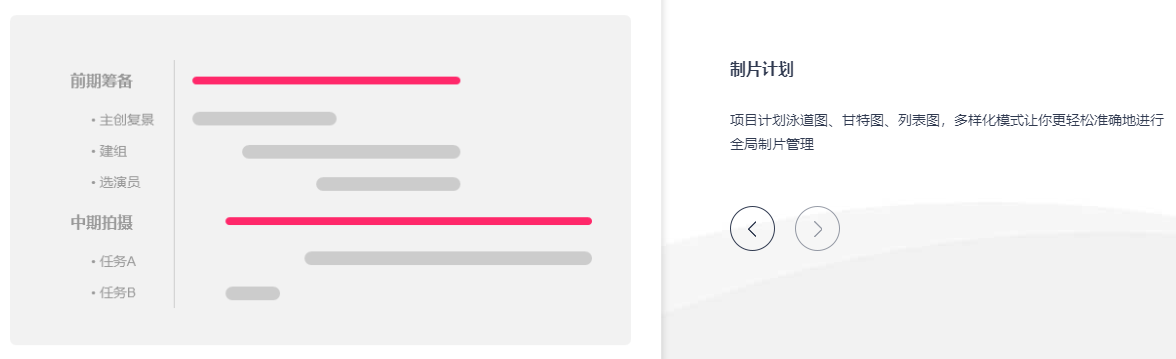 前期筹备
• 主创复景
• 建组
• 选演员
中期拍摄
• 任务A
• 任务B
制片计划
项目计划泳道图、甘特图、列表图，多样化模式让你更轻松准确地进行
全局制片管理